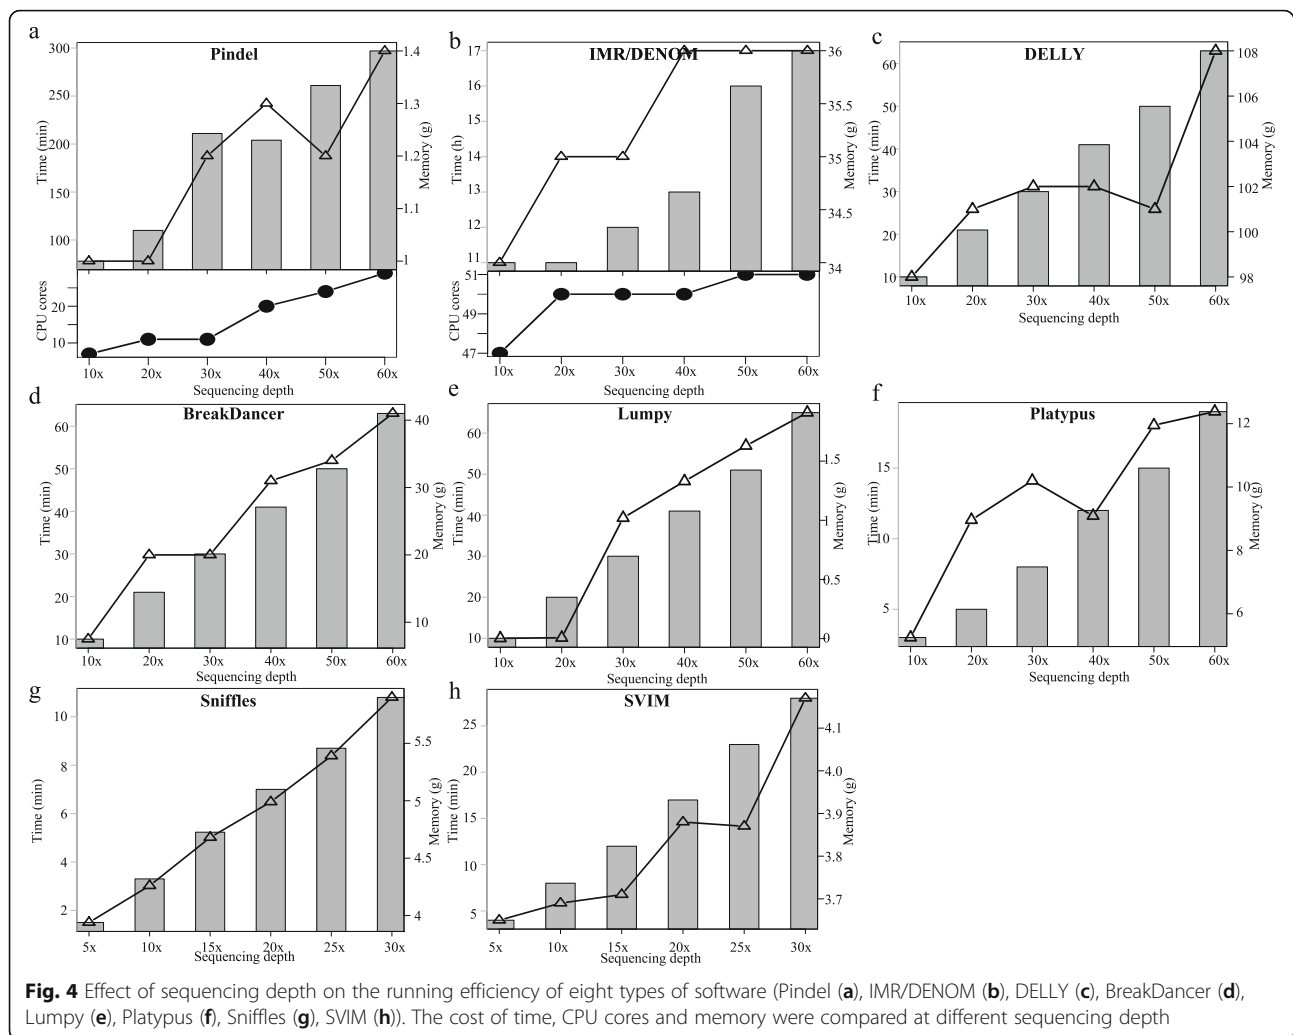 a
Pindel
300
250
200
150
100
Time (min)
1.4
1.3
1.2
1.1
1
Memory (g)
20
10
CPU cores
10x 20x 30x 40x 50x 60x
Sequencing depth
b
IMR/DENOM
17
16
15
14
13
12
11
Time (h)
36
35.5
35
34.5
34
Memory (g)
51
49
47
CPU cores
10x 20x 30x 40x 50x 60x
Sequencing depth
c
DELLY
60
50
40
30
20
10
Time (min)
108
106
104
102
100
98
Memory (g)
10x 20x 30x 40x 50x 60x
Sequencing depth
d
BreakDancer
60
50
40
30
20
10
Time (min)
40
30
20
10
Memory (g)
10x 20x 30x 40x 50x 60x
Sequencing depth
e
Lumpy
60
50
40
30
20
10
Time (min)
1.5
1
0.5
0
Memory (g)
10x 20x 30x 40x 50x 60x
Sequencing depth
f
Platypus
15
10
5
Time (min)
12
10
8
6
Memory (g)
10x 20x 30x 40x 50x 60x
Sequencing depth
g
Sniffles
10
8
6
4
2
Time (min)
5.5
5
4.5
4
Memory (g)
5x 10x 15x 20x 25x 30x
Sequencing depth
h
SVIM
25
20
15
10
5
Time (min)
4.1
4.0
3.9
3.8
3.7
Memory (g)
5x 10x 15x 20x 25x 30x
Sequencing depth
Fig. 4 Effect of sequencing depth on the running efficiency of eight types of software (Pindel (a), IMR/DENOM (b), DELLY (c), BreakDancer (d),
Lumpy (e), Platypus (f), Sniffles (g), SVIM (h)). The cost of time, CPU cores and memory were compared at different sequencing depth